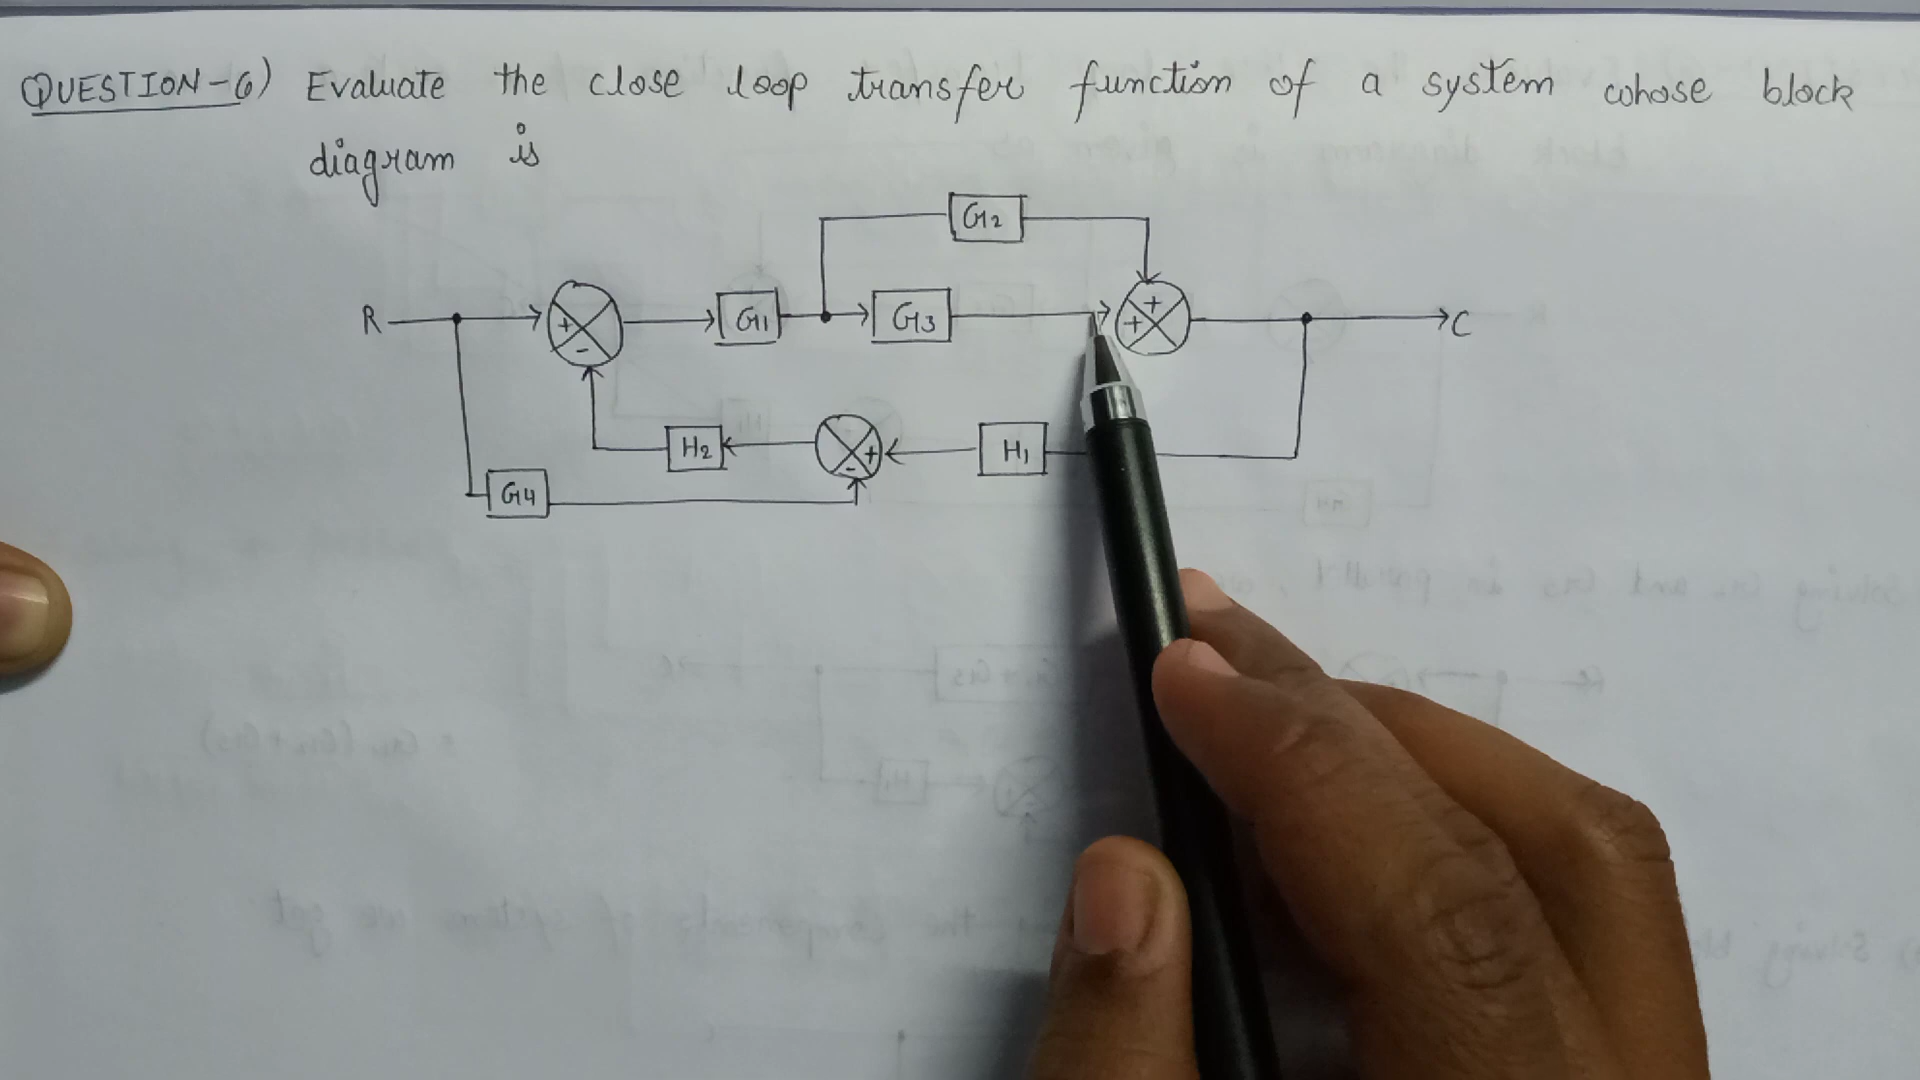 QUESTION-6) Evaluate the close loop transfer function of a system whose block
diagram is
G2
R + - G1 G3 + + C
H2 + - H1
G4